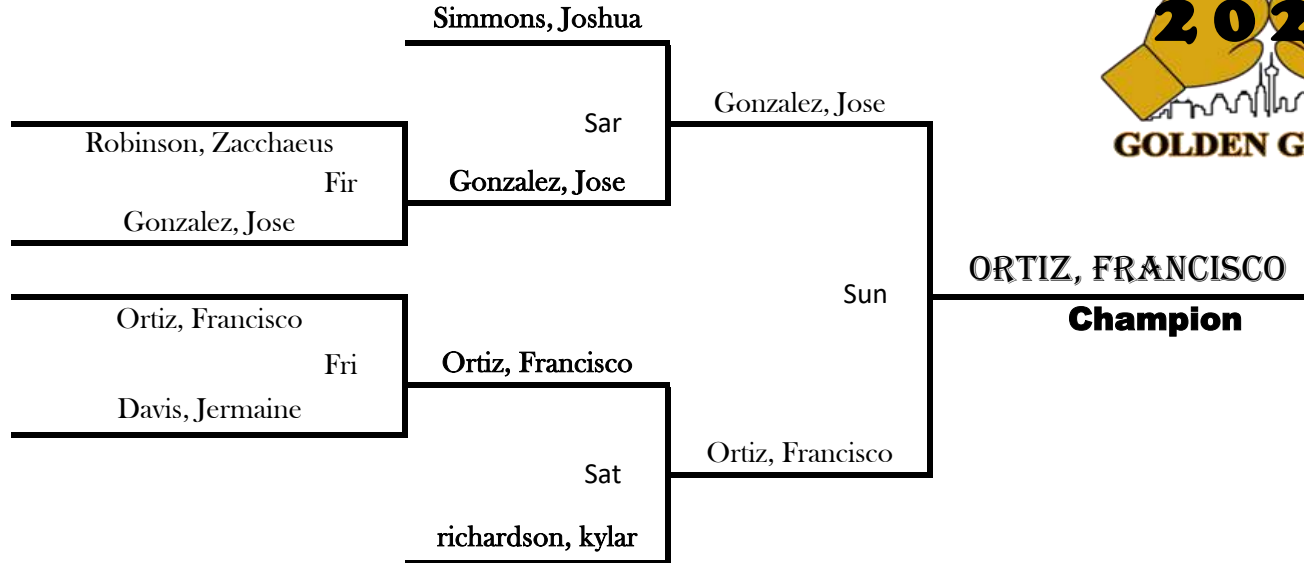 Simmons, Joshua
202
Gonzalez, Jose
Sar
Robinson, Zacchaeus
GOLDEN G
Fir
Gonzalez, Jose
Gonzalez, Jose
ORTIZ, FRANCISCO
Sun
Ortiz, Francisco
Champion
Fri
Ortiz, Francisco
Davis, Jermaine
Ortiz, Francisco
Sat
richardson, kylar